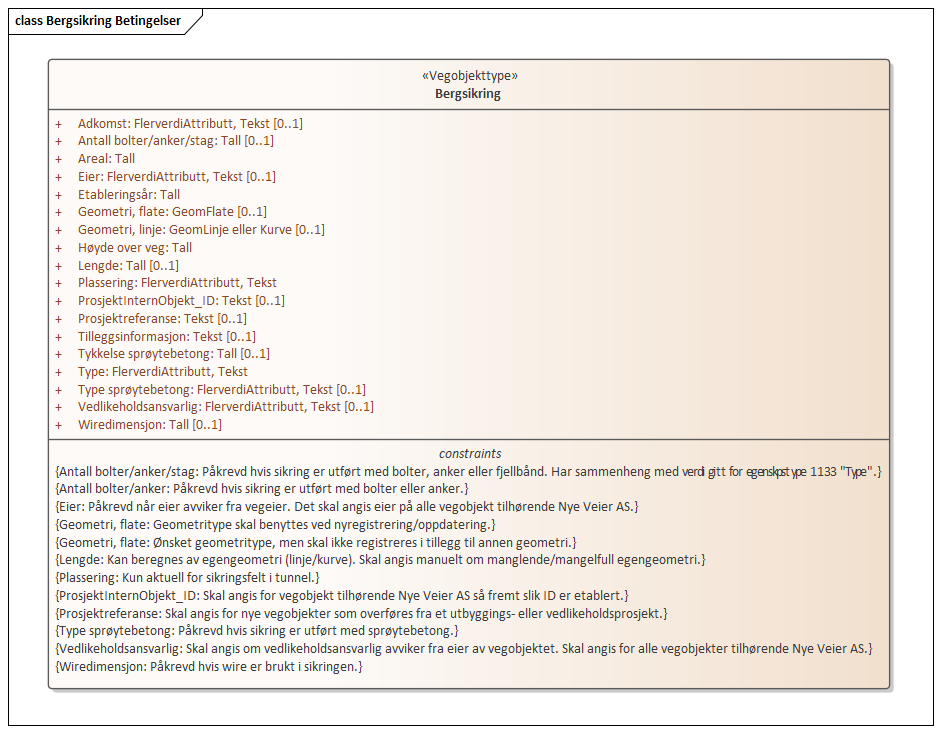 class Bergsikring Betingelser
«Vegobjekttype»
Bergsikring
+ Adkomst: FlerverdiAttributt, Tekst [0..1]
+ Antall bolter/anker/stag: Tall [0..1]
+ Areal: Tall
+ Eier: FlerverdiAttributt, Tekst [0..1]
+ Etableringsår: Tall
+ Geometri, flate: GeomFlate [0..1]
+ Geometri, linje: GeomLinje eller Kurve [0..1]
+ Høyde over veg: Tall
+ Lengde: Tall [0..1]
+ Plassering: FlerverdiAttributt, Tekst
+ ProsjektInternObjekt_ID: Tekst [0..1]
+ Prosjektreferanse: Tekst [0..1]
+ Tilleggsinformasjon: Tekst [0..1]
+ Tykkelse sprøytebetong: Tall [0..1]
+ Type: FlerverdiAttributt, Tekst
+ Type sprøytebetong: FlerverdiAttributt, Tekst [0..1]
+ Vedlikeholdsansvarlig: FlerverdiAttributt, Tekst [0..1]
+ Wiredimensjon: Tall [0..1]
constraints
{Antall bolter/anker/stag: Påkrevd hvis sikring er utført med bolter, anker eller fjellbånd. Har sammenheng med verdi gitt for egenskpstype 1133 "Type".}
{Antall bolter/anker: Påkrevd hvis sikring er utført med bolter eller anker.}
{Eier: Påkrevd når eier avviker fra vegeier. Det skal angis eier på alle vegobjekt tilhørende Nye Veier AS.}
{Geometri, flate: Geometritype skal benyttes ved nyregistrering/oppdatering.}
{Geometri, flate: Ønsket geometritype, men skal ikke registreres i tillegg til annen geometri.}
{Lengde: Kan beregnes av egengeometri (linje/kurve). Skal angis manuelt om manglende/mangelfull egengeometri.}
{Plassering: Kun aktuell for sikringsfelt i tunnel.}
{ProsjektInternObjekt_ID: Skal angis for vegobjekt tilhørende Nye Veier AS så fremt slik ID er etablert.}
{Prosjektreferanse: Skal angis for nye vegobjekter som overføres fra et utbyggings- eller vedlikeholdsprosjekt.}
{Type sprøytebetong: Påkrevd hvis sikring er utført med sprøytebetong.}
{Vedlikeholdsansvarlig: Skal angis om vedlikeholdsansvarlig avviker fra eier av vegobjektet. Skal angis for alle vegobjekter tilhørende Nye Veier AS.}
{Wiredimensjon: Påkrevd hvis wire er brukt i sikringen.}